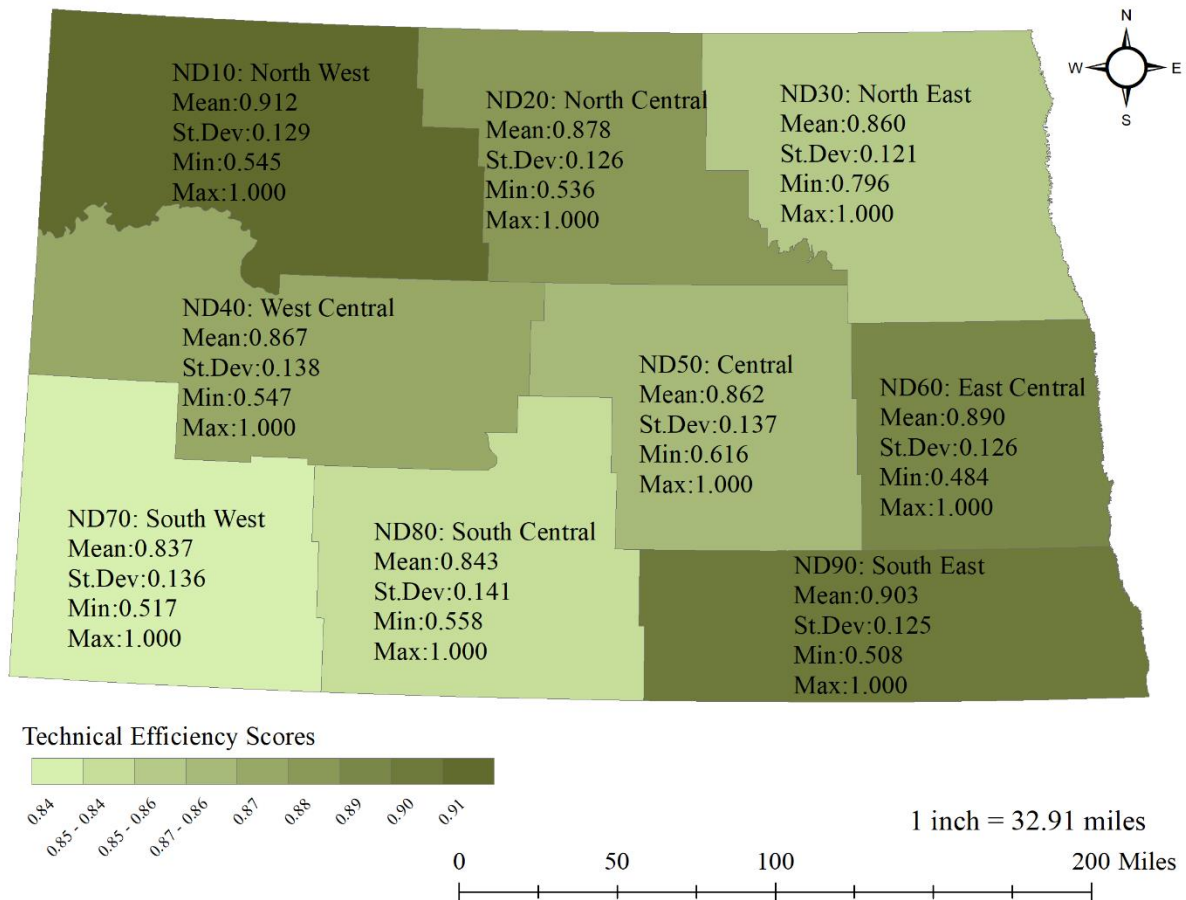 N
W
E
S
ND10: North West
Mean:0.912
St.Dev:0.129
Min:0.545
Max:1.000
ND20: North Central
Mean:0.878
St.Dev:0.126
Min:0.536
Max:1.000
ND30: North East
Mean:0.860
St.Dev:0.121
Min:0.796
Max:1.000
ND40: West Central
Mean:0.867
St.Dev:0.138
Min:0.547
Max:1.000
ND50: Central
Mean:0.862
St.Dev:0.137
Min:0.616
Max:1.000
ND60: East Central
Mean:0.890
St.Dev:0.126
Min:0.484
Max:1.000
ND70: South West
Mean:0.837
St.Dev:0.136
Min:0.517
Max:1.000
ND80: South Central
Mean:0.843
St.Dev:0.141
Min:0.558
Max:1.000
ND90: South East
Mean:0.903
St.Dev:0.125
Min:0.508
Max:1.000
Technical Efficiency Scores
0.84
0.85 - 0.84
0.85 - 0.86
0.87 - 0.86
0.87
0.88
0.89
0.90
0.91
1 inch = 32.91 miles
0 50 100 200 Miles